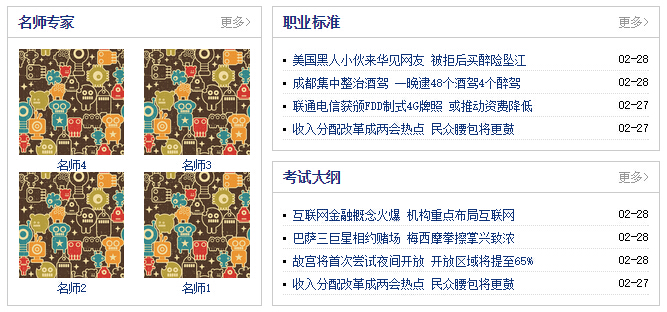 名师专家 更多>
名师4 名师3
名师2 名师1
职业标准 更多>
美国黑人小伙来华见网友 被拒后买醉险坠江 02-28
成都集中整治酒驾 一晚逮48个酒驾4个醉驾 02-28
联通电信获颁FDD制式4G牌照 或推动资费降低 02-27
收入分配改革成两会热点 民众腰包将更鼓 02-27
考试大纲 更多>
互联网金融概念火爆 机构重点布局互联网 02-28
巴萨三巨星相约赌场 梅西摩拳擦掌兴致浓 02-28
故宫将首次尝试夜间开放 开放区域将提至65% 02-28
收入分配改革成两会热点 民众腰包将更鼓 02-27